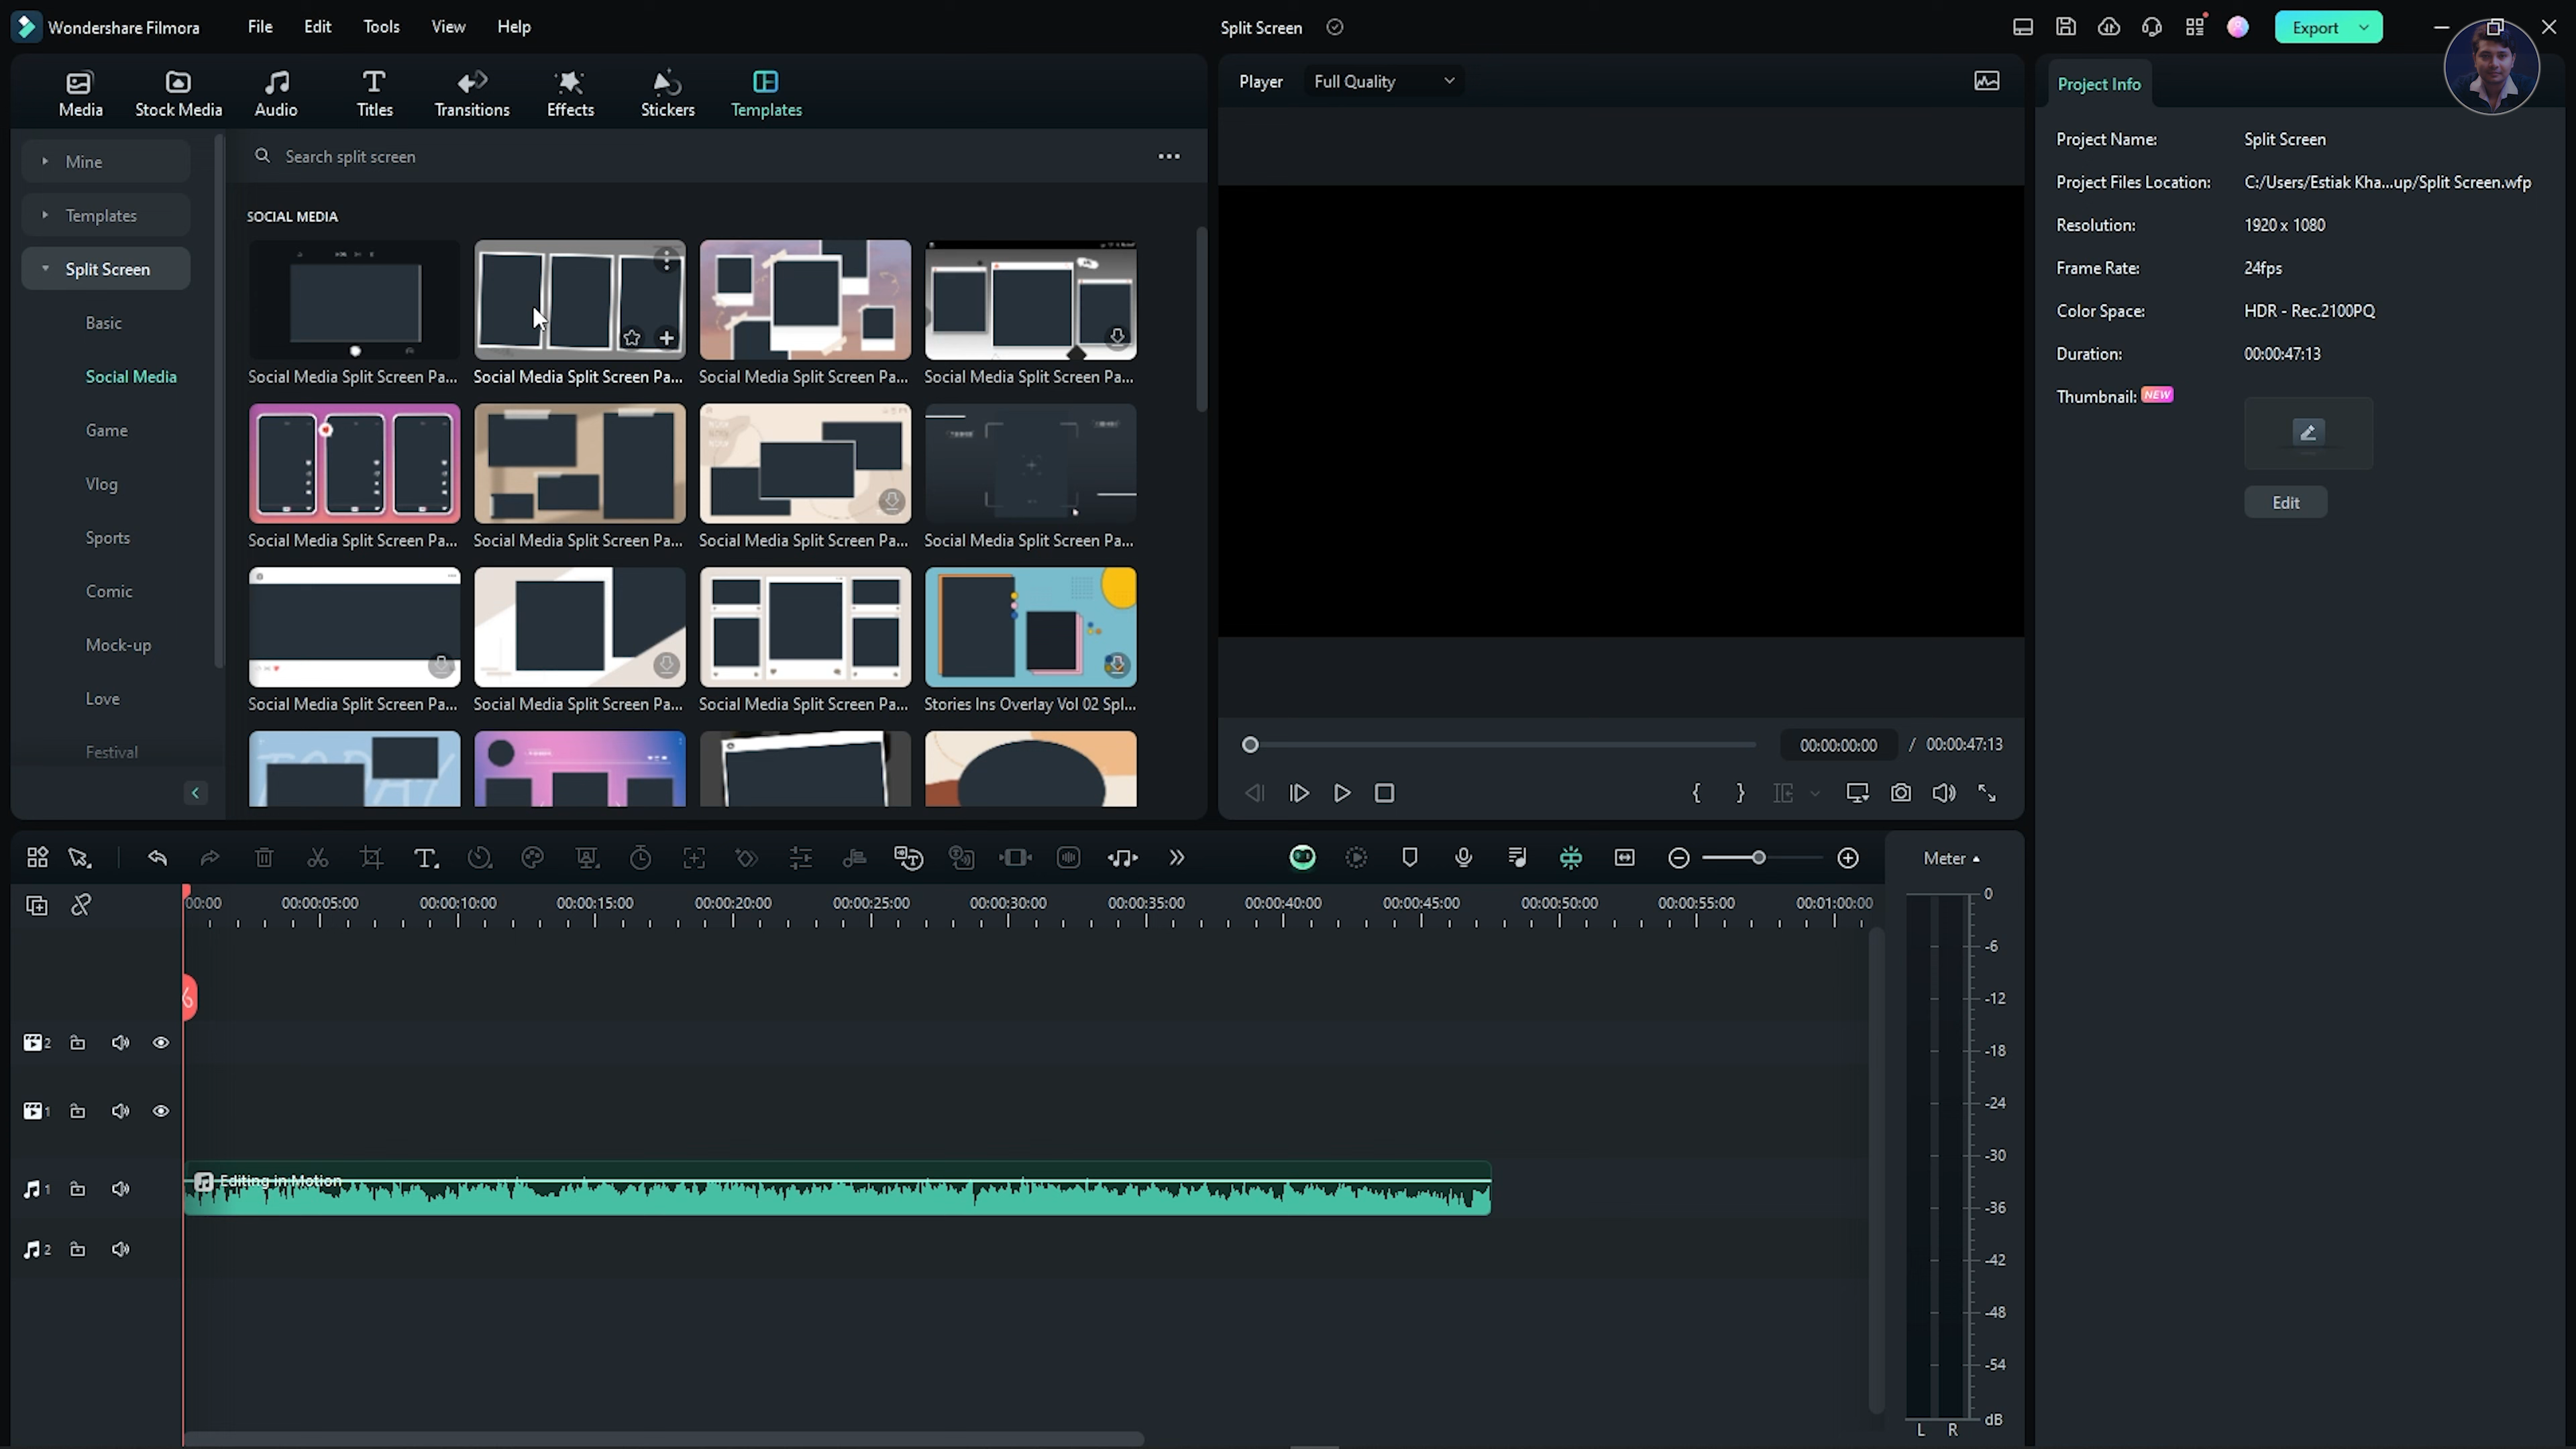 Wondershare Filmora
File Edit Tools View Help
Split Screen
Export
Media Stock Media Audio Titles Transitions Effects Stickers Templates
Mine
Templates
Split Screen
Basic
Social Media
Game
Vlog
Sports
Comic
Mock-up
Love
Festival
Search split screen
SOCIAL MEDIA
Social Media Split Screen Pa... Social Media Split Screen Pa... Social Media Split Screen Pa... Social Media Split Screen Pa...
Social Media Split Screen Pa... Social Media Split Screen Pa... Social Media Split Screen Pa... Social Media Split Screen Pa...
Social Media Split Screen Pa... Social Media Split Screen Pa... Social Media Split Screen Pa... Stories Ins Overlay Vol 02 Spl...
Player Full Quality
00:00:00:00 / 00:00:47:13
Project Info
Project Name: Split Screen
Project Files Location: C:/Users/Estiak Kha...up/Split Screen.wfp
Resolution: 1920 x 1080
Frame Rate: 24fps
Color Space: HDR - Rec.2100PQ
Duration: 00:00:47:13
Thumbnail: NEW
Edit
Meter
00:00 00:00:05:00 00:00:10:00 00:00:15:00 00:00:20:00 00:00:25:00 00:00:30:00 00:00:35:00 00:00:40:00 00:00:45:00 00:00:50:00 00:00:55:00 00:01:00:00
2
1
1 Editing in Motion
2
0
-6
-12
-18
-24
-30
-36
-42
-48
-54
dB
L R